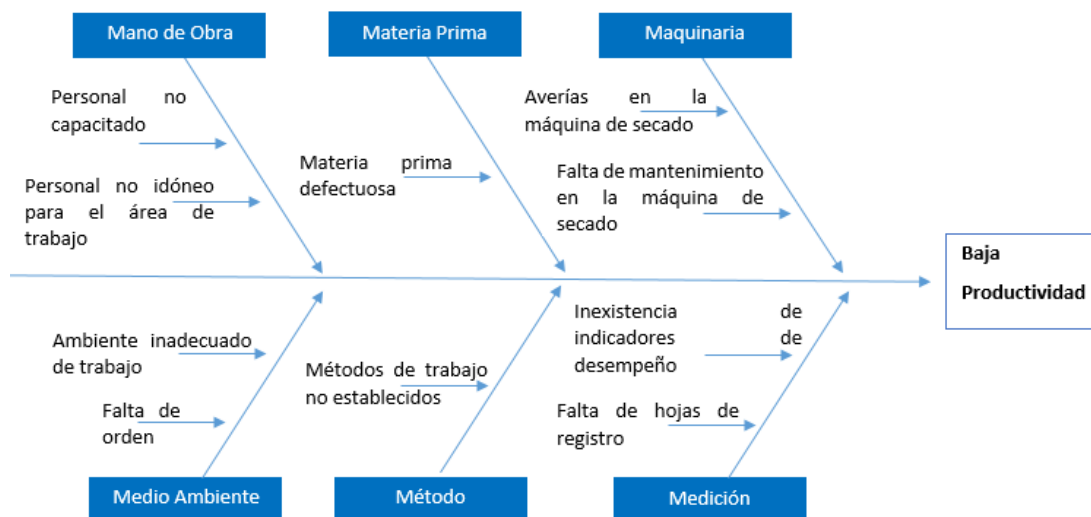 Mano de Obra
Materia Prima
Maquinaria
Personal no
capacitado
Personal no idóneo
para el área de
trabajo
Materia prima
defectuosa
Averías en la
máquina de secado
Falta de mantenimiento
en la máquina de
secado
Baja
Productividad
Ambiente inadecuado
de trabajo
Falta de
orden
Métodos de trabajo
no establecidos
Inexistencia de
indicadores de
desempeño
Falta de hojas de
registro
Medio Ambiente
Método
Medición